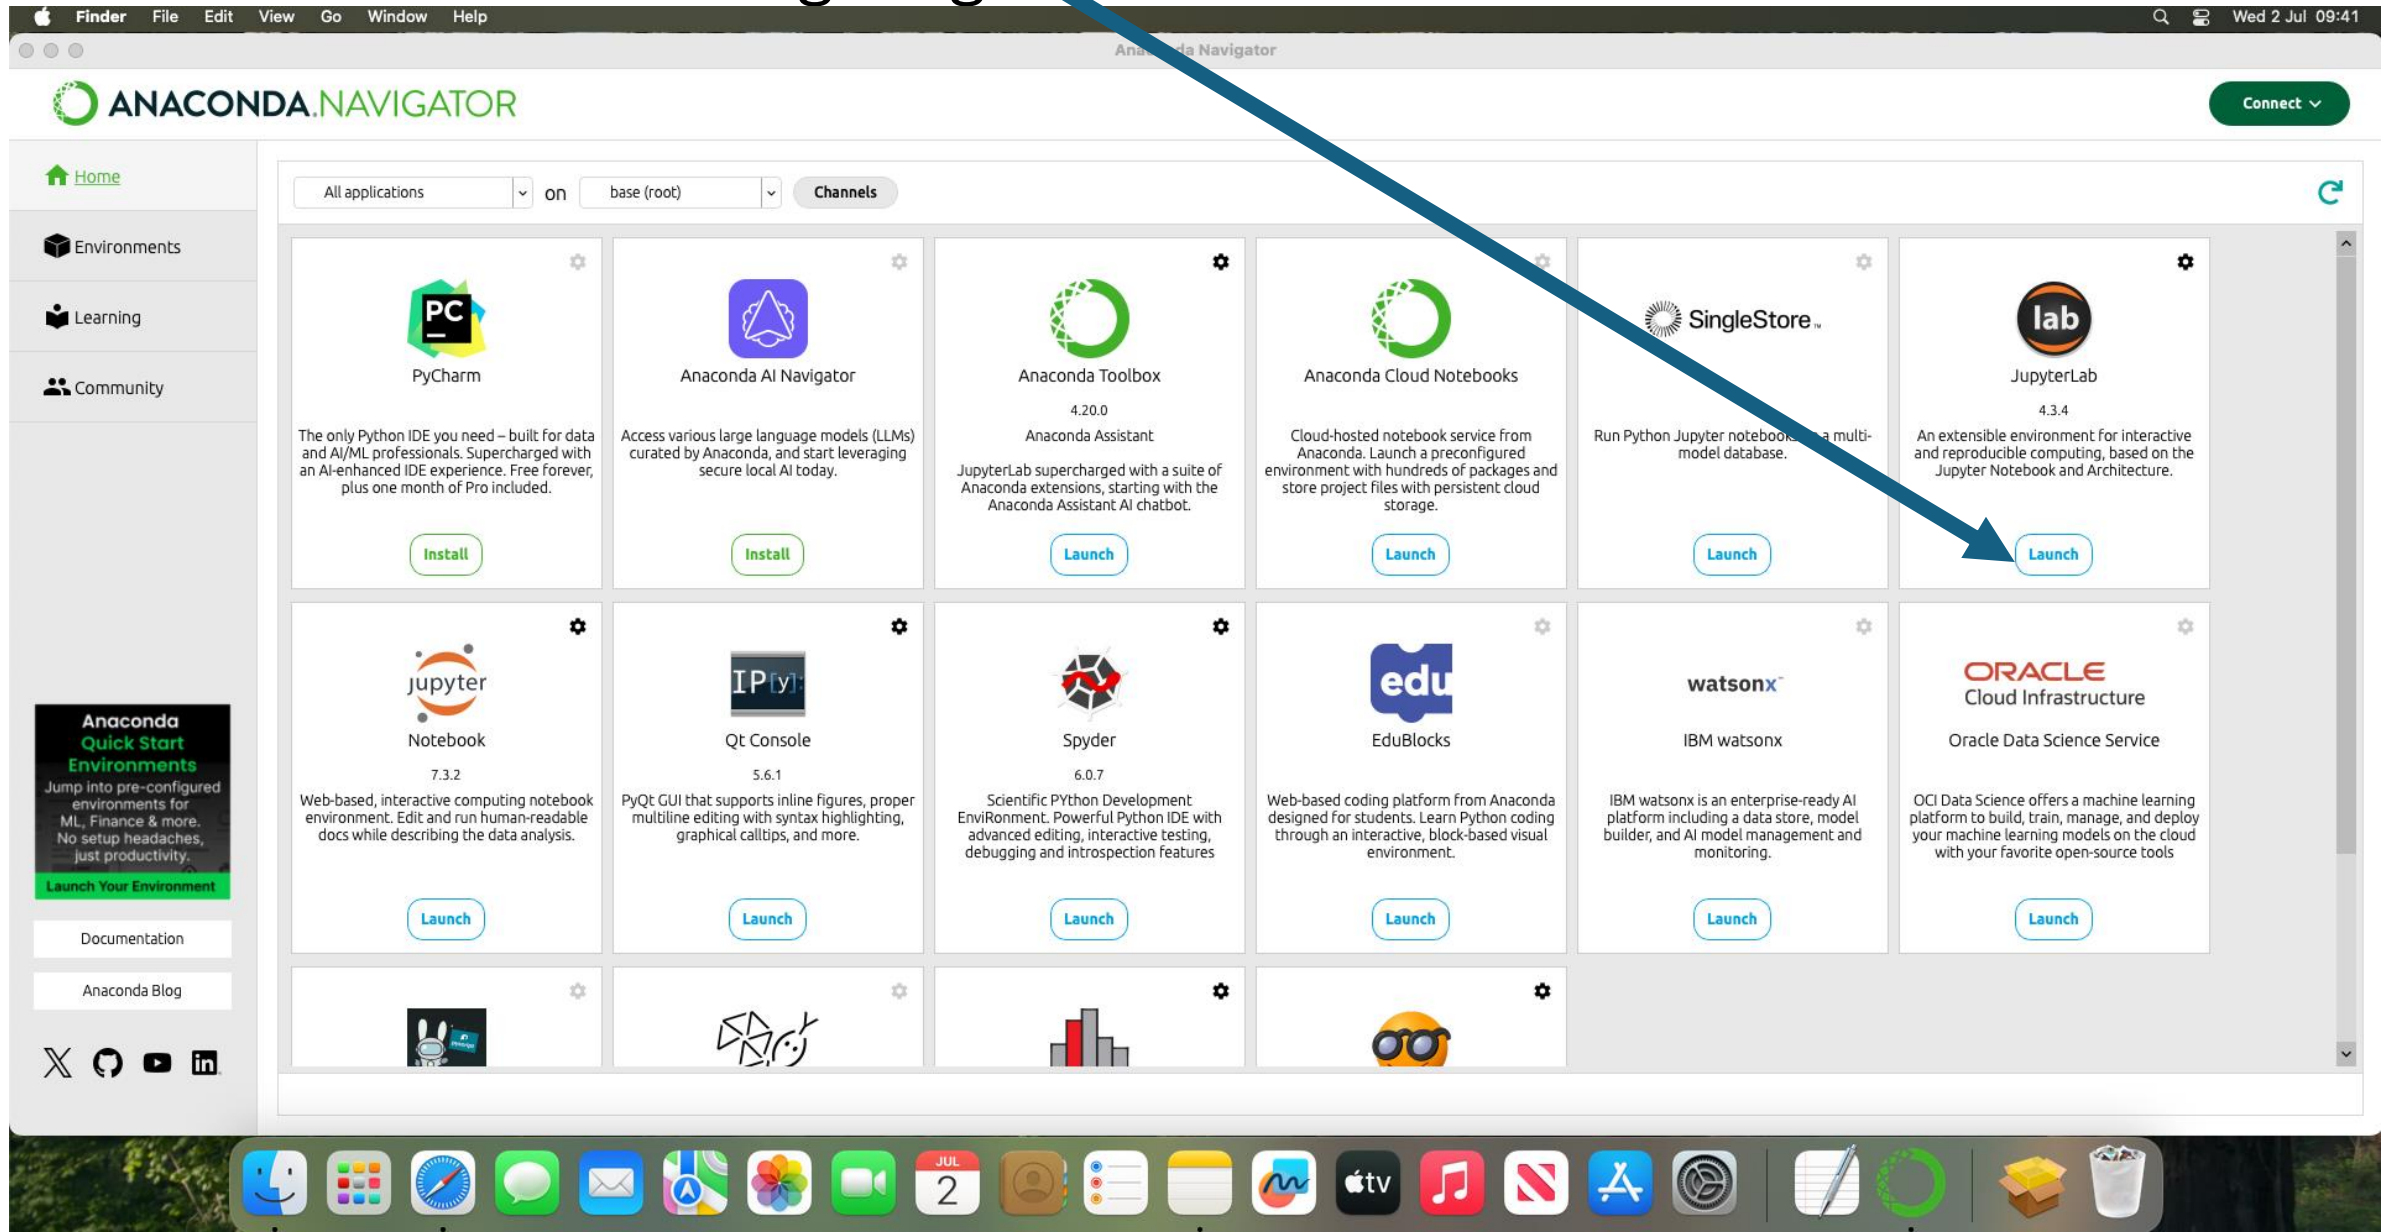 Finder File Edit View Go Window Help
Wed 2 Jul 09:41
Anaconda Navigator
ANACONDA.NAVIGATOR
Connect
Home
Environments
Learning
Community
All applications on base (root) Channels
PC
PyCharm
The only Python IDE you need – built for data
and AI/ML professionals. Supercharged with
an AI-enhanced IDE experience. Free forever,
plus one month of Pro included.
Install
Anaconda AI Navigator
Access various large language models (LLMs)
curated by Anaconda, and start leveraging
secure local AI today.
Install
Anaconda Toolbox
4.20.0
Anaconda Assistant
JupyterLab supercharged with a suite of
Anaconda extensions, starting with the
Anaconda Assistant AI chatbot.
Launch
Anaconda Cloud Notebooks
Cloud-hosted notebook service from
Anaconda. Launch a preconfigured
environment with hundreds of packages and
store project files with persistent cloud
storage.
Launch
SingleStore
Run Python Jupyter notebooks a multi-
model database.
Launch
lab
JupyterLab
4.3.4
An extensible environment for interactive
and reproducible computing, based on the
Jupyter Notebook and Architecture.
Launch
jupyter
Notebook
7.3.2
Web-based, interactive computing notebook
environment. Edit and run human-readable
docs while describing the data analysis.
Launch
IP[y]:
Qt Console
5.6.1
PyQt GUI that supports inline figures, proper
multiline editing with syntax highlighting,
graphical calltips, and more.
Launch
Spyder
6.0.7
Scientific PYthon Development
EnviRonment. Powerful Python IDE with
advanced editing, interactive testing,
debugging and introspection features
Launch
edu
EduBlocks
Web-based coding platform from Anaconda
designed for students. Learn Python coding
through an interactive, block-based visual
environment.
Launch
watsonx
IBM watsonx
IBM watsonx is an enterprise-ready AI
platform including a data store, model
builder, and AI model management and
monitoring.
Launch
ORACLE
Cloud Infrastructure
Oracle Data Science Service
OCI Data Science offers a machine learning
platform to build, train, manage, and deploy
your machine learning models on the cloud
with your favorite open-source tools
Launch
Anaconda
Quick Start
Environments
Jump into pre-configured
environments for
ML, Finance & more.
No setup headaches,
just productivity.
Launch Your Environment
Documentation
Anaconda Blog
in
JUL
2
tv